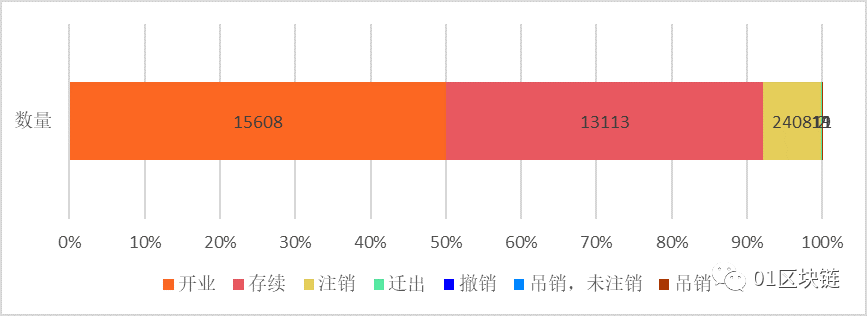 数量 15608 13113
0% 10% 20% 30% 40% 50% 60% 70% 80% 90% 100%
开业 存续 注销 迁出 撤销 吊销，未注销 吊销
01区块链